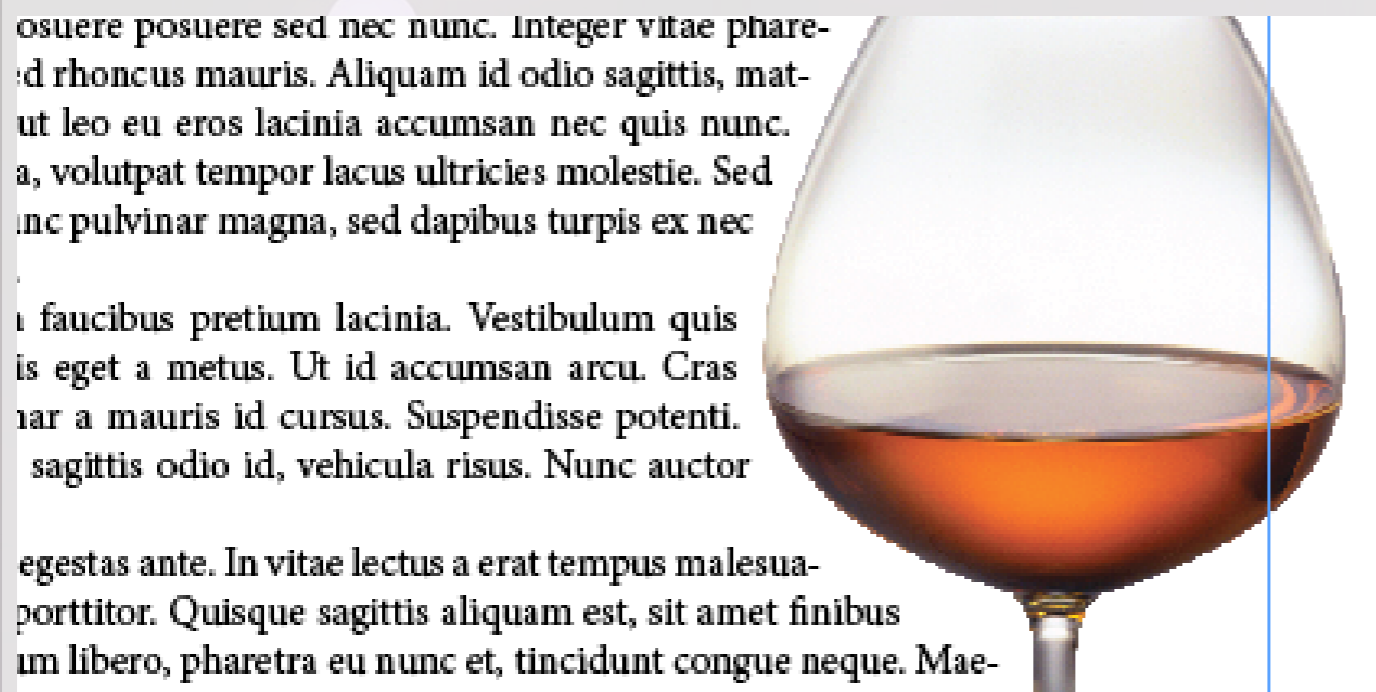 osuere posuere sed nec nunc. Integer vitae phare-
ed rhoncus mauris. Aliquam id odio sagittis, mat-
ut leo eu eros lacinia accumsan nec quis nunc.
a, volutpat tempor lacus ultricies molestie. Sed
unc pulvinar magna, sed dapibus turpis ex nec
.
faucibus pretium lacinia. Vestibulum quis
is eget a metus. Ut id accumsan arcu. Cras
nar a mauris id cursus. Suspendisse potenti.
sagittis odio id, vehicula risus. Nunc auctor
egestas ante. In vitae lectus a erat tempus malesua-
porttitor. Quisque sagittis aliquam est, sit amet finibus
um libero, pharetra eu nunc et, tincidunt congue neque. Mae-